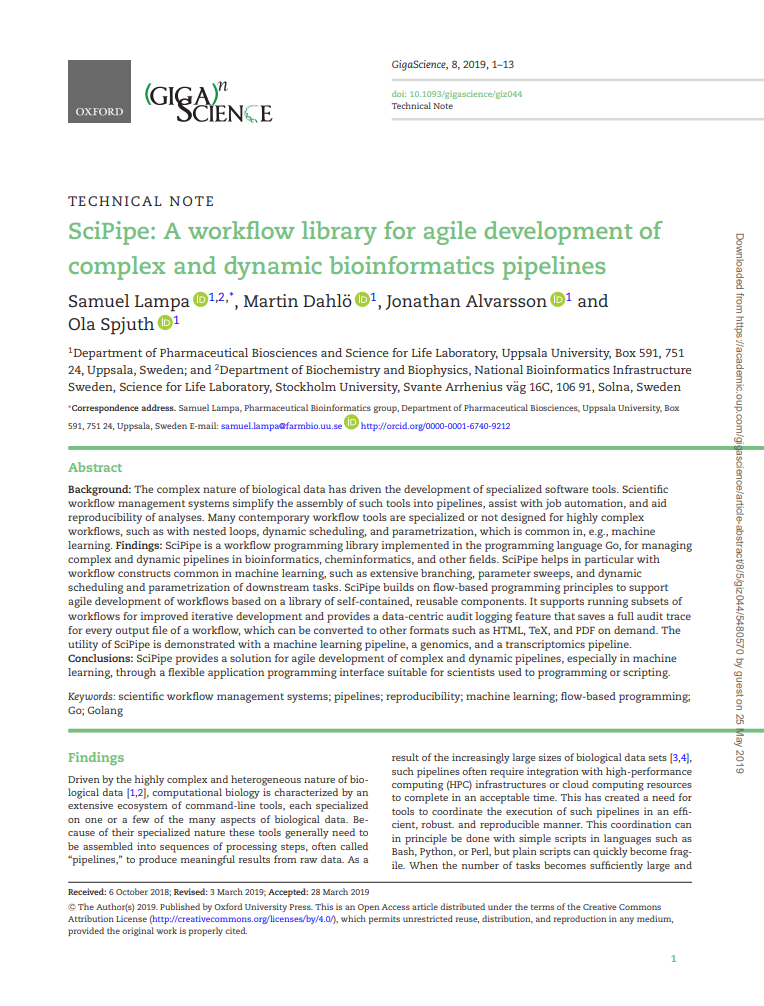 OXFORD
(GIGA)n
SCIENCE
GigaScience, 8, 2019, 1–13
doi: 10.1093/gigascience/giz044
Technical Note
TECHNICAL NOTE
SciPipe: A workflow library for agile development of
complex and dynamic bioinformatics pipelines
Samuel Lampa iD 1,2,*, Martin Dahlö iD 1, Jonathan Alvarsson iD 1 and
Ola Spjuth iD 1
1Department of Pharmaceutical Biosciences and Science for Life Laboratory, Uppsala University, Box 591, 751
24, Uppsala, Sweden; and 2Department of Biochemistry and Biophysics, National Bioinformatics Infrastructure
Sweden, Science for Life Laboratory, Stockholm University, Svante Arrhenius väg 16C, 106 91, Solna, Sweden
*Correspondence address. Samuel Lampa, Pharmaceutical Bioinformatics group, Department of Pharmaceutical Biosciences, Uppsala University, Box
591, 751 24, Uppsala, Sweden E-mail: samuel.lampa@farmbio.uu.se iD http://orcid.org/0000-0001-6740-9212
Abstract
Background: The complex nature of biological data has driven the development of specialized software tools. Scientific
workflow management systems simplify the assembly of such tools into pipelines, assist with job automation, and aid
reproducibility of analyses. Many contemporary workflow tools are specialized or not designed for highly complex
workflows, such as with nested loops, dynamic scheduling, and parametrization, which is common in, e.g., machine
learning. Findings: SciPipe is a workflow programming library implemented in the programming language Go, for managing
complex and dynamic pipelines in bioinformatics, cheminformatics, and other fields. SciPipe helps in particular with
workflow constructs common in machine learning, such as extensive branching, parameter sweeps, and dynamic
scheduling and parametrization of downstream tasks. SciPipe builds on flow-based programming principles to support
agile development of workflows based on a library of self-contained, reusable components. It supports running subsets of
workflows for improved iterative development and provides a data-centric audit logging feature that saves a full audit trace
for every output file of a workflow, which can be converted to other formats such as HTML, TeX, and PDF on demand. The
utility of SciPipe is demonstrated with a machine learning pipeline, a genomics, and a transcriptomics pipeline.
Conclusions: SciPipe provides a solution for agile development of complex and dynamic pipelines, especially in machine
learning, through a flexible application programming interface suitable for scientists used to programming or scripting.
Keywords: scientific workflow management systems; pipelines; reproducibility; machine learning; flow-based programming;
Go; Golang
Findings
Driven by the highly complex and heterogeneous nature of bio-
logical data [1,2], computational biology is characterized by an
extensive ecosystem of command-line tools, each specialized
on one or a few of the many aspects of biological data. Be-
cause of their specialized nature these tools generally need to
be assembled into sequences of processing steps, often called
“pipelines,” to produce meaningful results from raw data. As a
result of the increasingly large sizes of biological data sets [3,4],
such pipelines often require integration with high-performance
computing (HPC) infrastructures or cloud computing resources
to complete in an acceptable time. This has created a need for
tools to coordinate the execution of such pipelines in an effi-
cient, robust. and reproducible manner. This coordination can
in principle be done with simple scripts in languages such as
Bash, Python, or Perl, but plain scripts can quickly become frag-
ile. When the number of tasks becomes sufficiently large and
Received: 6 October 2018; Revised: 3 March 2019; Accepted: 28 March 2019
© The Author(s) 2019. Published by Oxford University Press. This is an Open Access article distributed under the terms of the Creative Commons
Attribution License (http://creativecommons.org/licenses/by/4.0/), which permits unrestricted reuse, distribution, and reproduction in any medium,
provided the original work is properly cited.
1
Downloaded from https://academic.oup.com/gigascience/article-abstract/8/5/giz044/5480570 by guest on 25 May 2019